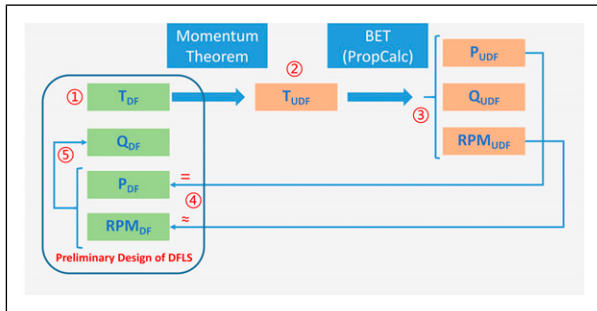 Momentum
Theorem
BET
(PropCalc)
① T_DF
② T_UDF
③
P_UDF
Q_UDF
RPM_UDF
⑤
Q_DF
P_DF =
④
RPM_DF ≈
Preliminary Design of DFLS